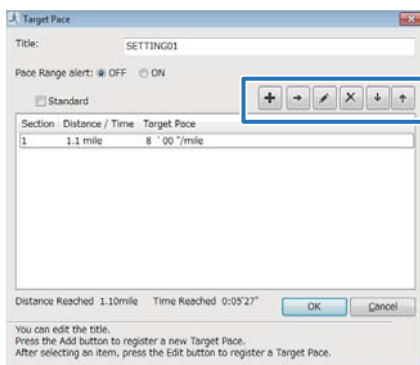 Target Pace
Title: SETTING01
Pace Range alert: OFF ON
Standard
Section Distance / Time Target Pace
1 1.1 mile 8 ' 00 "/mile
Distance Reached 1.10mile Time Reached 0:05'27"
OK Cancel
You can edit the title.
Press the Add button to register a new Target Pace.
After selecting an item, press the Edit button to register a Target Pace.